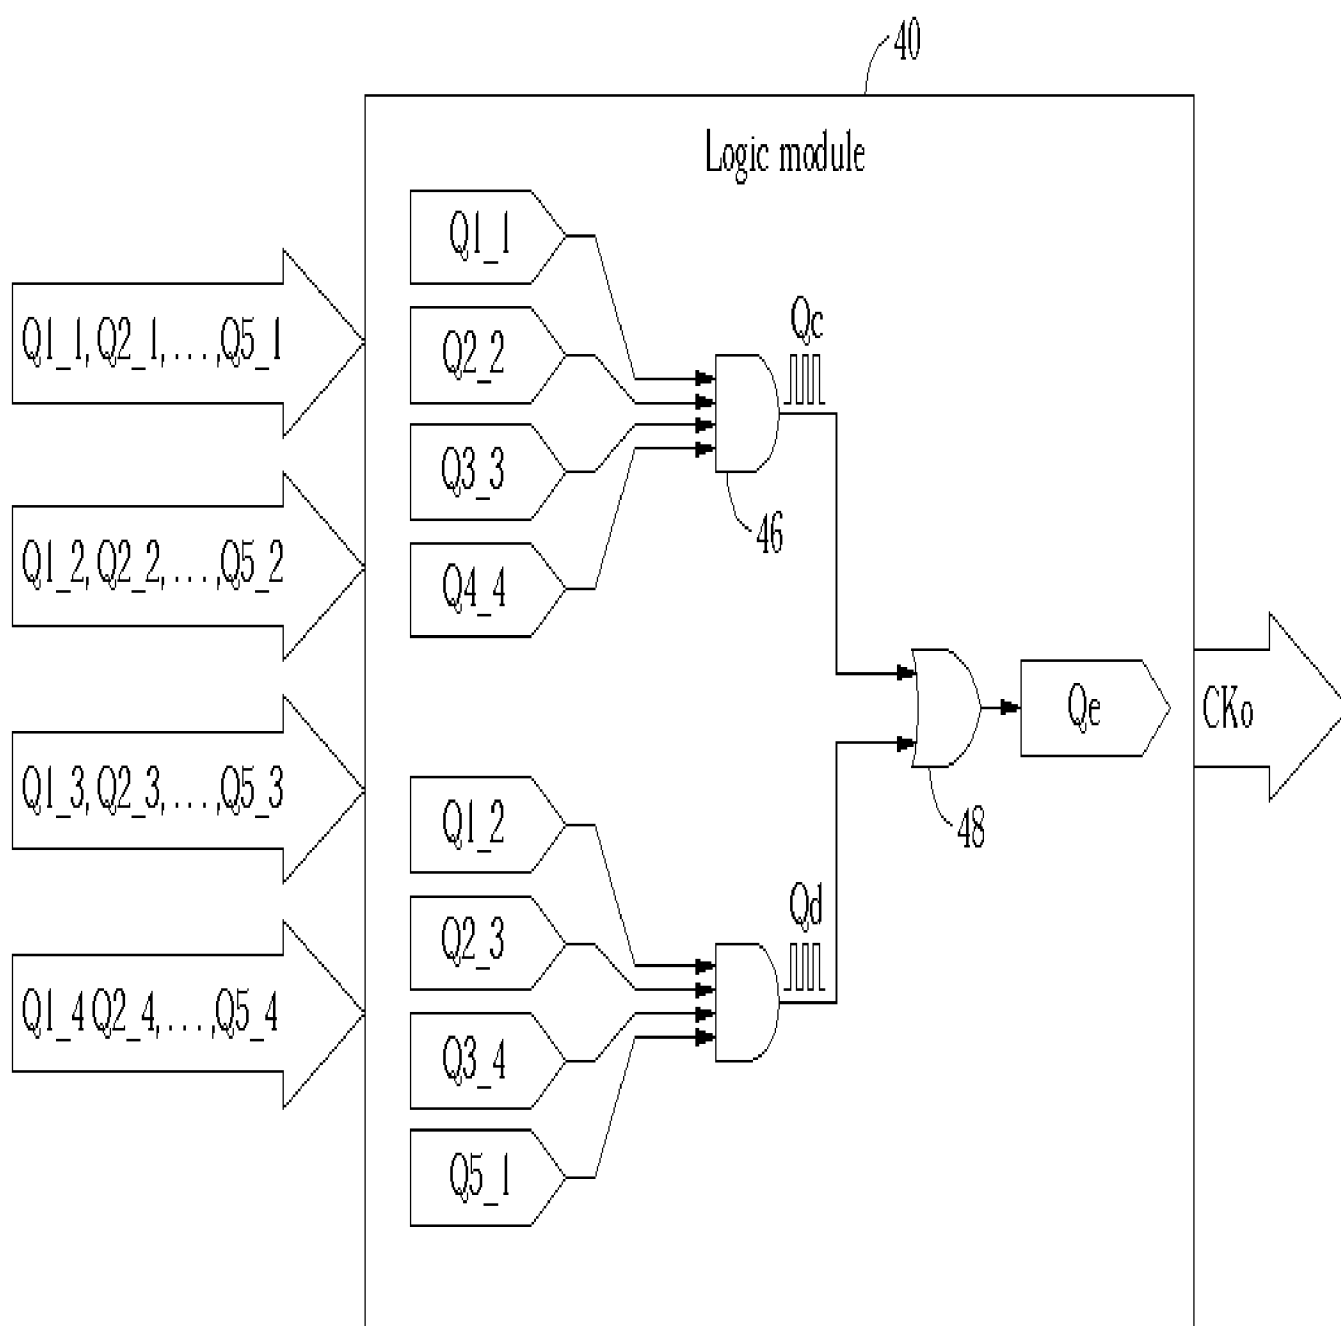 40
Logic module
Q1_1, Q2_1, . . . ,Q5_1
Q1_2, Q2_2, . . . ,Q5_2
Q1_3, Q2_3, . . . ,Q5_3
Q1_4 Q2_4, . . . ,Q5_4
Q1_1
Q2_2
Q3_3
Q4_4
Qc
46
Q1_2
Q2_3
Q3_4
Q5_1
Qd
48
Qe
CKo